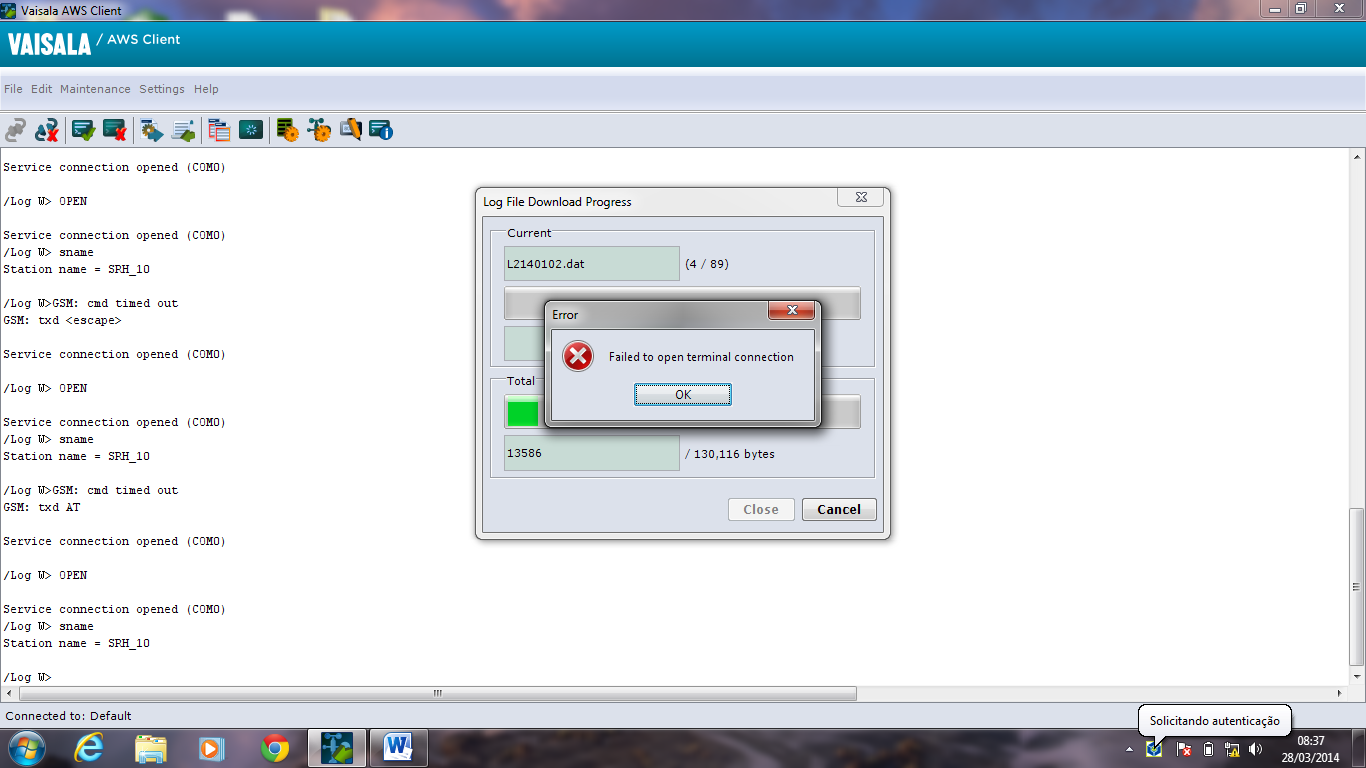 Vaisala AWS Client
VAISALA / AWS Client
File Edit Maintenance Settings Help
Service connection opened (COM0)
/Log W> OPEN
Service connection opened (COM0)
/Log W> sname
Station name = SRH_10
/Log W>GSM: cmd timed out
GSM: txd <escape>
Service connection opened (COM0)
/Log W> OPEN
Service connection opened (COM0)
/Log W> sname
Station name = SRH_10
/Log W>GSM: cmd timed out
GSM: txd AT
Service connection opened (COM0)
/Log W> OPEN
Service connection opened (COM0)
/Log W> sname
Station name = SRH_10
/Log W>
Log File Download Progress
Current
L2140102.dat (4 / 89)
Error
Failed to open terminal connection
OK
Total
13586 / 130,116 bytes
Close Cancel
Connected to: Default
Solicitando autenticação
08:37
28/03/2014